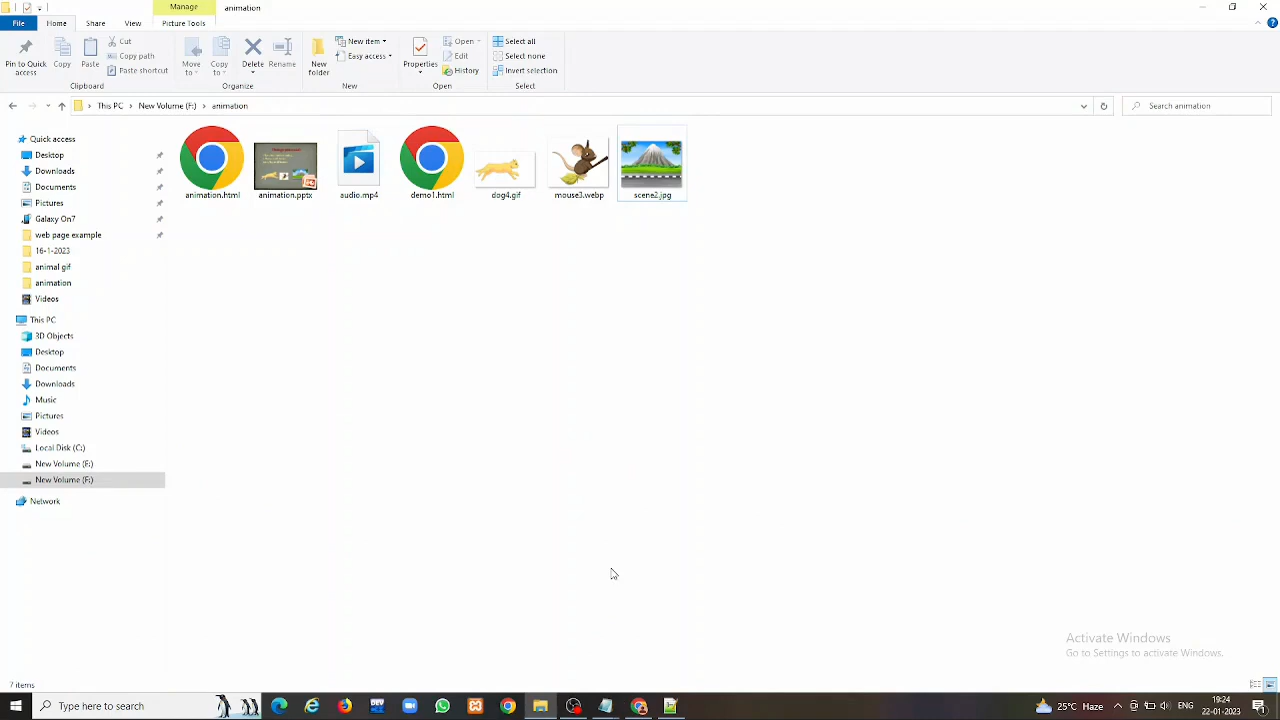 Manage
animation
File
Home
Share
View
Picture Tools
Pin to Quick access
Copy
Paste
Cut
Copy path
Paste shortcut
Move to
Copy to
Delete
Rename
New folder
New item
Easy access
Properties
Open
Edit
History
Select all
Select none
Invert selection
Clipboard
Organize
New
Open
Select
This PC
New Volume (F:)
animation
Search animation
Quick access
Desktop
Downloads
Documents
Pictures
Galaxy On7
web page example
16-1-2023
animal gif
animation
Videos
This PC
3D Objects
Desktop
Documents
Downloads
Music
Pictures
Videos
Local Disk (C:)
New Volume (E:)
New Volume (F:)
Network
animation.html
animation.pptx
audio.mp4
demo1.html
dog4.gif
mouse3.webp
scene2.jpg
Activate Windows
Go to Settings to activate Windows.
7 items
Type here to search
DEV
25°C Haze
ENG
19:24
22-01-2023